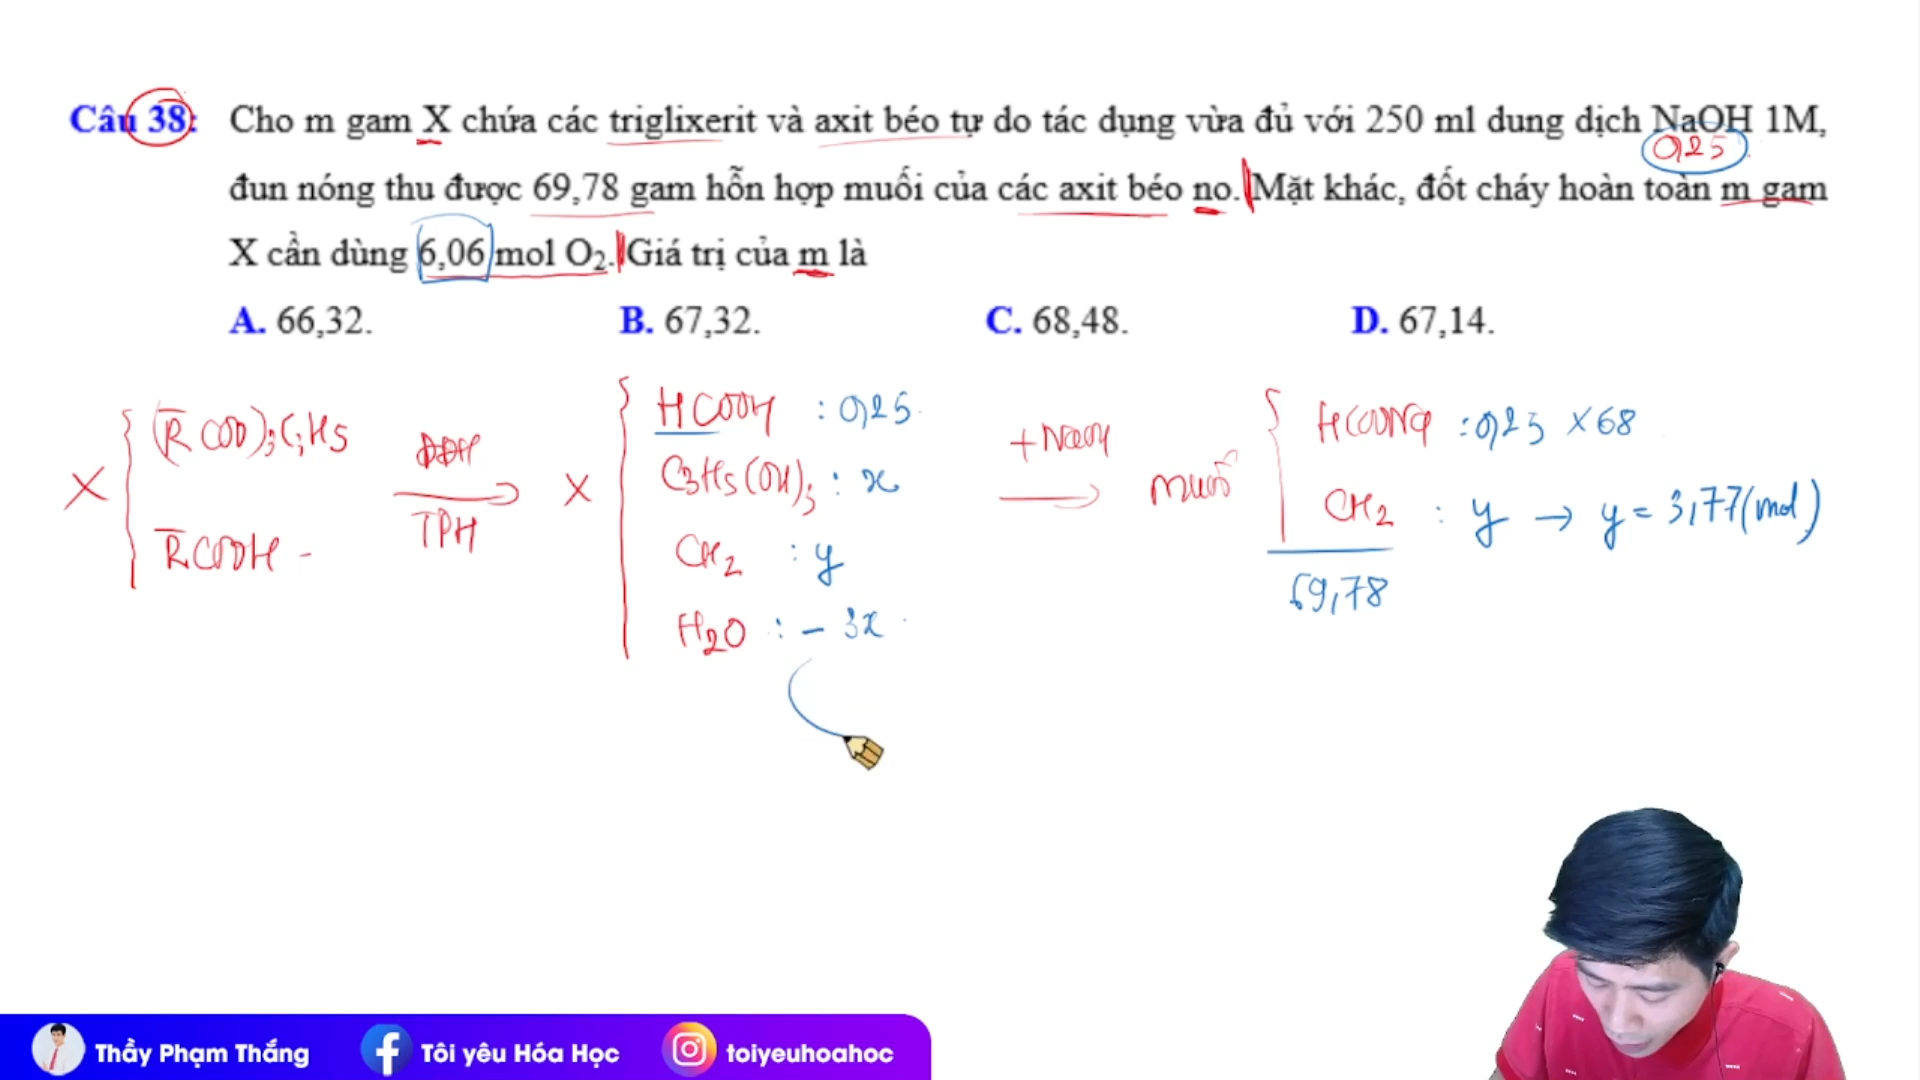 Câu 38: Cho m gam X chứa các triglixerit và axit béo tự do tác dụng vừa đủ với 250 ml dung dịch NaOH 1M,
0,25
đun nóng thu được 69,78 gam hỗn hợp muối của các axit béo no. Mặt khác, đốt cháy hoàn toàn m gam
X cần dùng 6,06 mol O₂. Giá trị của m là
A. 66,32. B. 67,32. C. 68,48. D. 67,14.
X { (R̅COO)₃C₃H₅
R̅COOH -
ĐĐH
TPH
X { HCOOH : 0,25
C₃H₅(OH)₃ : x
CH₂ : y
H₂O : - 3x
+NaOH
muối { HCOONa : 0,25 × 68
CH₂ : y → y = 3,77 (mol)
69,78
Thầy Phạm Thắng Tôi yêu Hóa Học toiyeuhoahoc